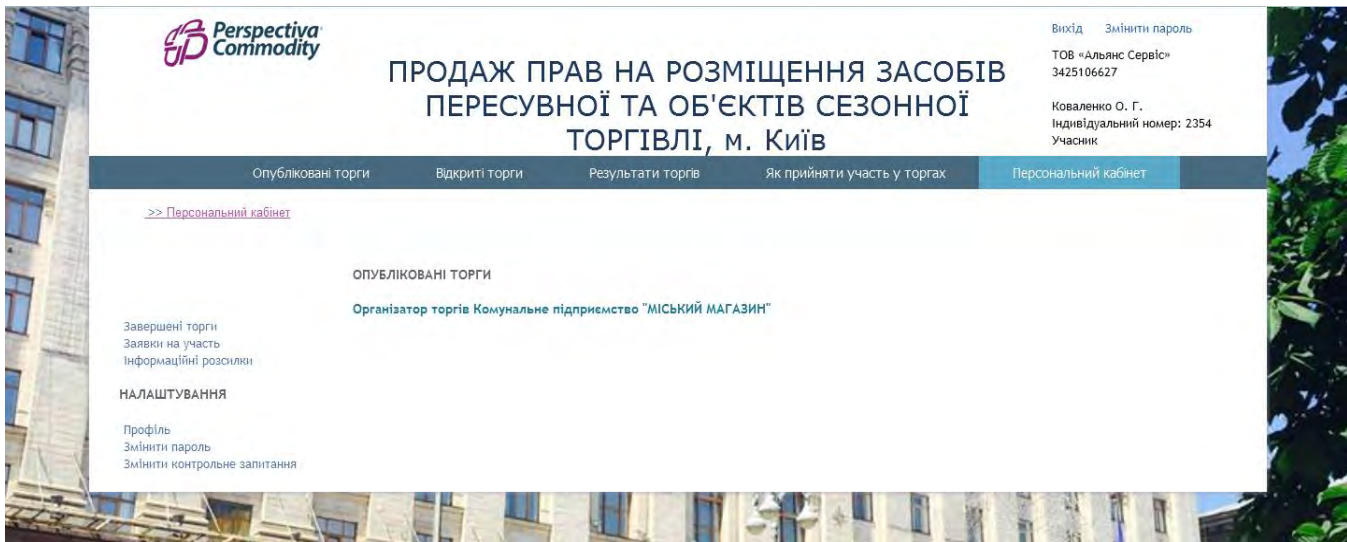 Perspectiva
Commodity
ПРОДАЖ ПРАВ НА РОЗМІЩЕННЯ ЗАСОБІВ
ПЕРЕСУВНОЇ ТА ОБ'ЄКТІВ СЕЗОННОЇ
ТОРГІВЛІ, м. Київ
Вихід Змінити пароль
ТОВ «Альянс Сервіс»
3425106627
Коваленко О. Г.
Індивідуальний номер: 2354
Учасник
Опубліковані торги Відкриті торги Результати торгів Як прийняти участь у торгах Персональний кабінет
>> Персональний кабінет
ОПУБЛІКОВАНІ ТОРГИ
Організатор торгів Комунальне підприємство "МІСЬКИЙ МАГАЗИН"
Завершені торги
Заявки на участь
Інформаційні розсилки
НАЛАШТУВАННЯ
Профіль
Змінити пароль
Змінити контрольне запитання